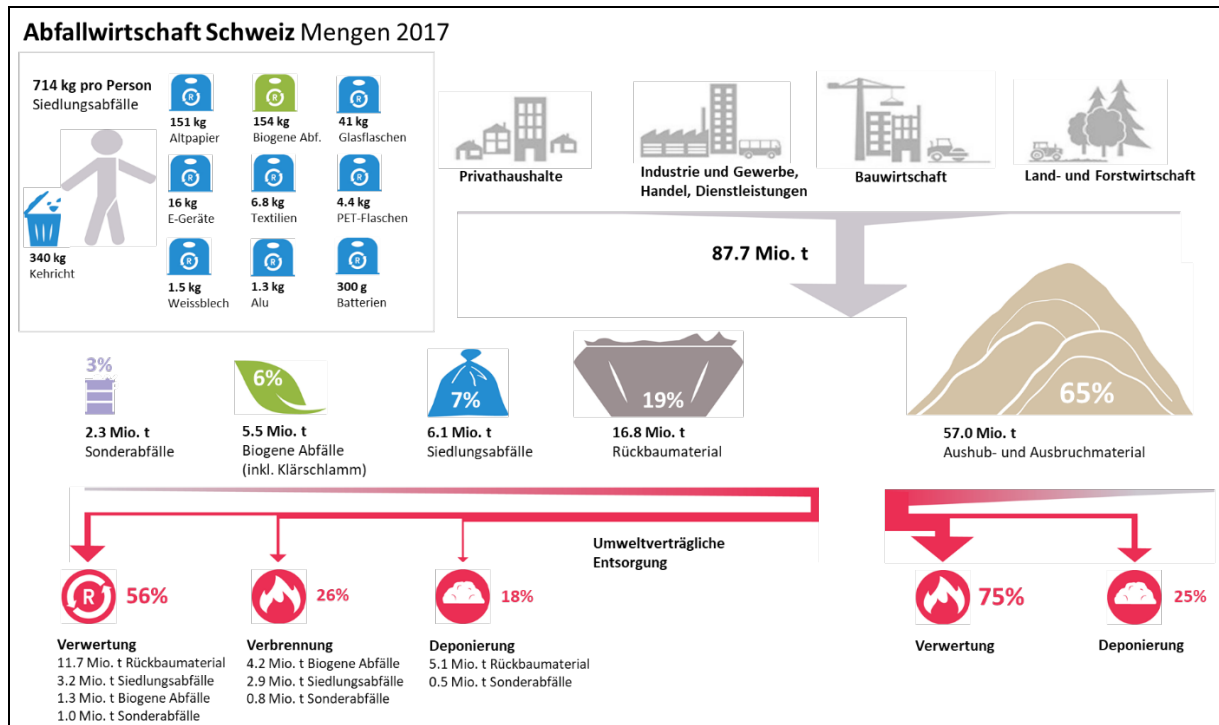 Abfallwirtschaft Schweiz Mengen 2017
714 kg pro Person
Siedlungsabfälle
151 kg
Altpapier
154 kg
Biogene Abf.
41 kg
Glasflaschen
16 kg
E-Geräte
6.8 kg
Textilien
4.4 kg
PET-Flaschen
340 kg
Kehricht
1.5 kg
Weissblech
1.3 kg
Alu
300 g
Batterien
Privathaushalte
Industrie und Gewerbe,
Handel, Dienstleistungen
Bauwirtschaft
Land- und Forstwirtschaft
87.7 Mio. t
3%
2.3 Mio. t
Sonderabfälle
6%
5.5 Mio. t
Biogene Abfälle
(inkl. Klärschlamm)
7%
6.1 Mio. t
Siedlungsabfälle
19%
16.8 Mio. t
Rückbaumaterial
65%
57.0 Mio. t
Aushub- und Ausbruchmaterial
Umweltverträgliche
Entsorgung
R
56%
Verwertung
11.7 Mio. t Rückbaumaterial
3.2 Mio. t Siedlungsabfälle
1.3 Mio. t Biogene Abfälle
1.0 Mio. t Sonderabfälle
26%
Verbrennung
4.2 Mio. t Biogene Abfälle
2.9 Mio. t Siedlungsabfälle
0.8 Mio. t Sonderabfälle
18%
Deponierung
5.1 Mio. t Rückbaumaterial
0.5 Mio. t Sonderabfälle
75%
Verwertung
25%
Deponierung